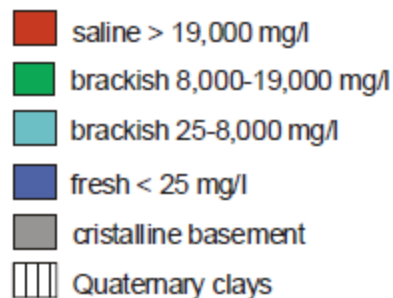 saline > 19,000 mg/l
brackish 8,000-19,000 mg/l
brackish 25-8,000 mg/l
fresh < 25 mg/l
cristalline basement
Quaternary clays